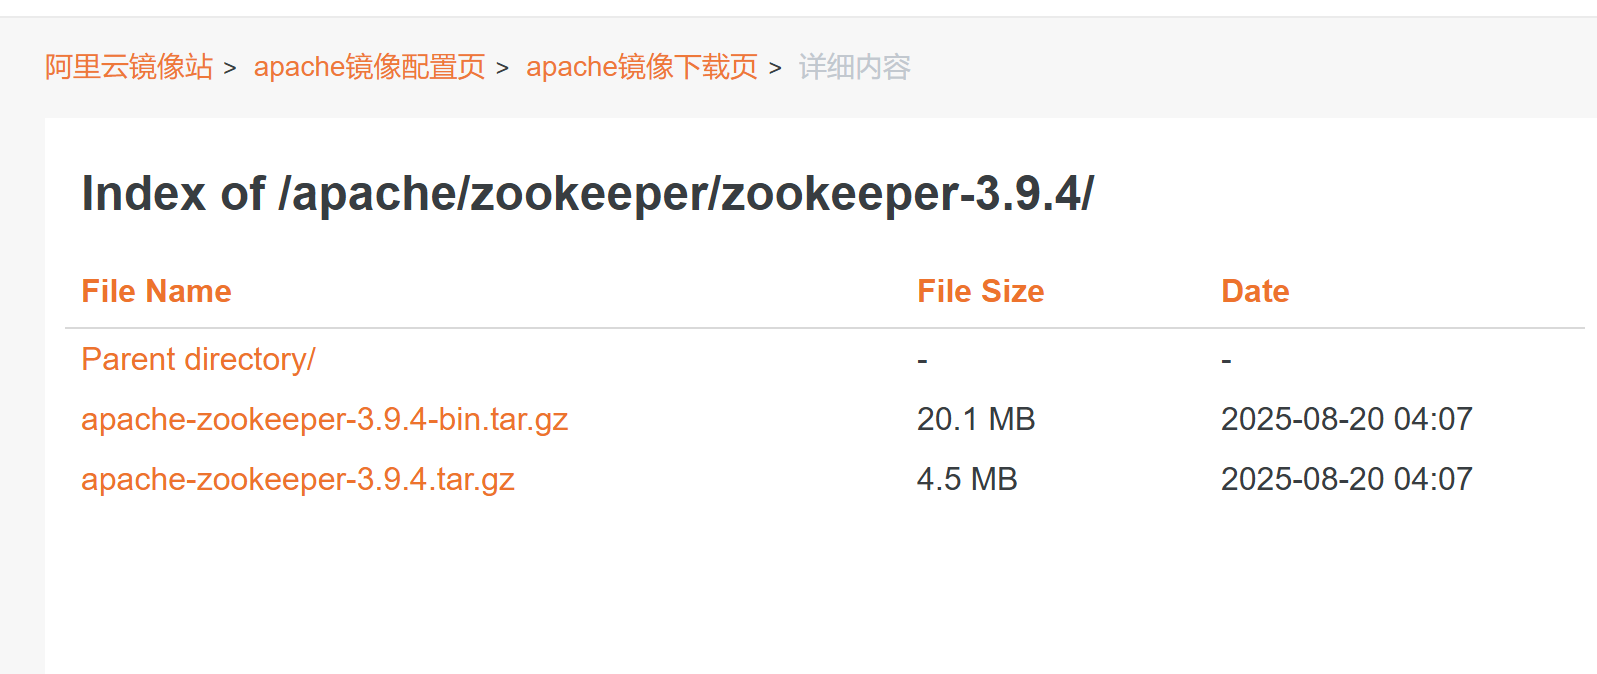 阿里云镜像站 > apache镜像配置页 > apache镜像下载页 > 详细内容
Index of /apache/zookeeper/zookeeper-3.9.4/
File Name File Size Date
Parent directory/ - -
apache-zookeeper-3.9.4-bin.tar.gz 20.1 MB 2025-08-20 04:07
apache-zookeeper-3.9.4.tar.gz 4.5 MB 2025-08-20 04:07